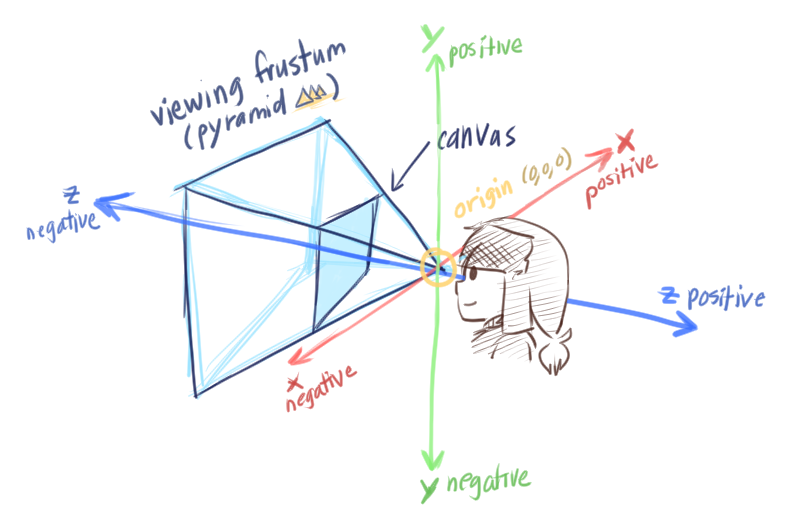 Y
positive
viewing frustum
(pyramid)
canvas
X
positive
origin (0,0,0)
Z
negative
Z positive
X
negative
Y negative